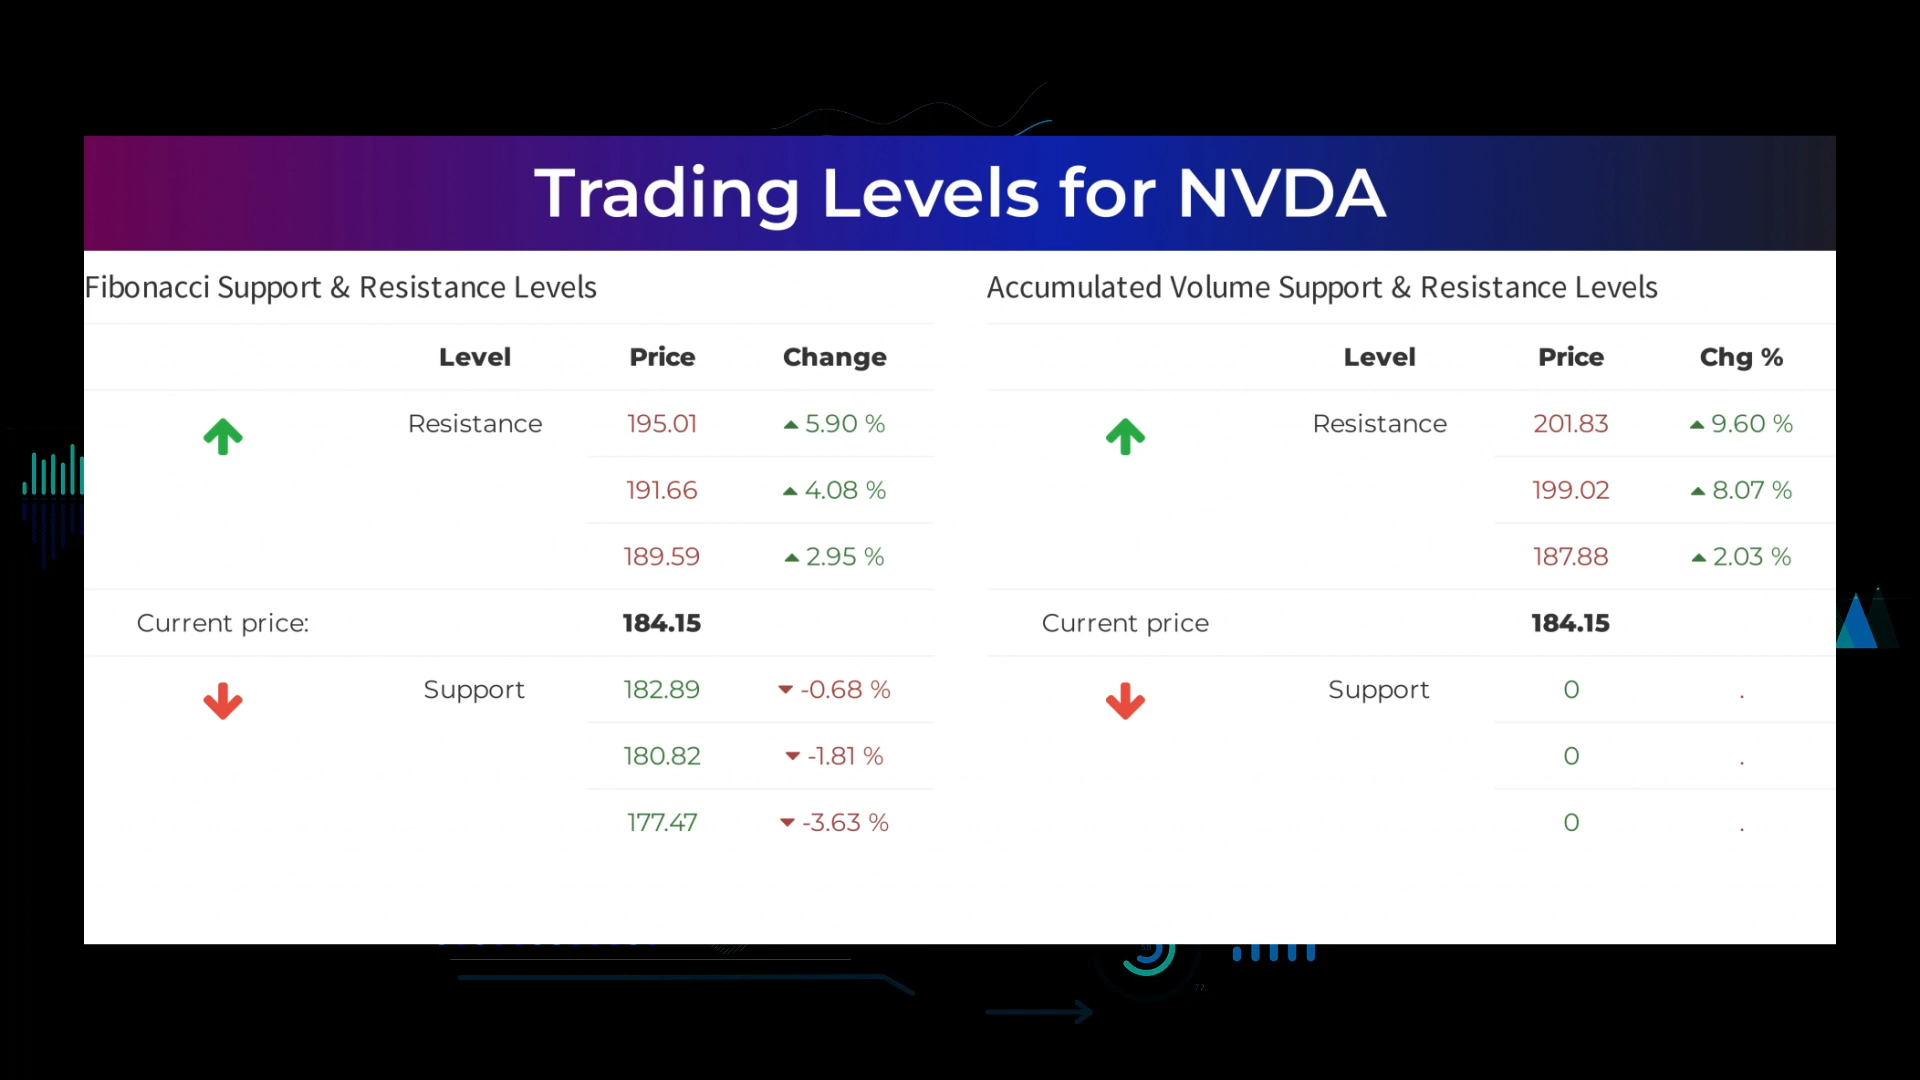 Trading Levels for NVDA
Fibonacci Support & Resistance Levels
Level Price Change
Resistance 195.01 5.90 %
191.66 4.08 %
189.59 2.95 %
Current price: 184.15
Support 182.89 -0.68 %
180.82 -1.81 %
177.47 -3.63 %
Accumulated Volume Support & Resistance Levels
Level Price Chg %
Resistance 201.83 9.60 %
199.02 8.07 %
187.88 2.03 %
Current price 184.15
Support 0 .
0 .
0 .